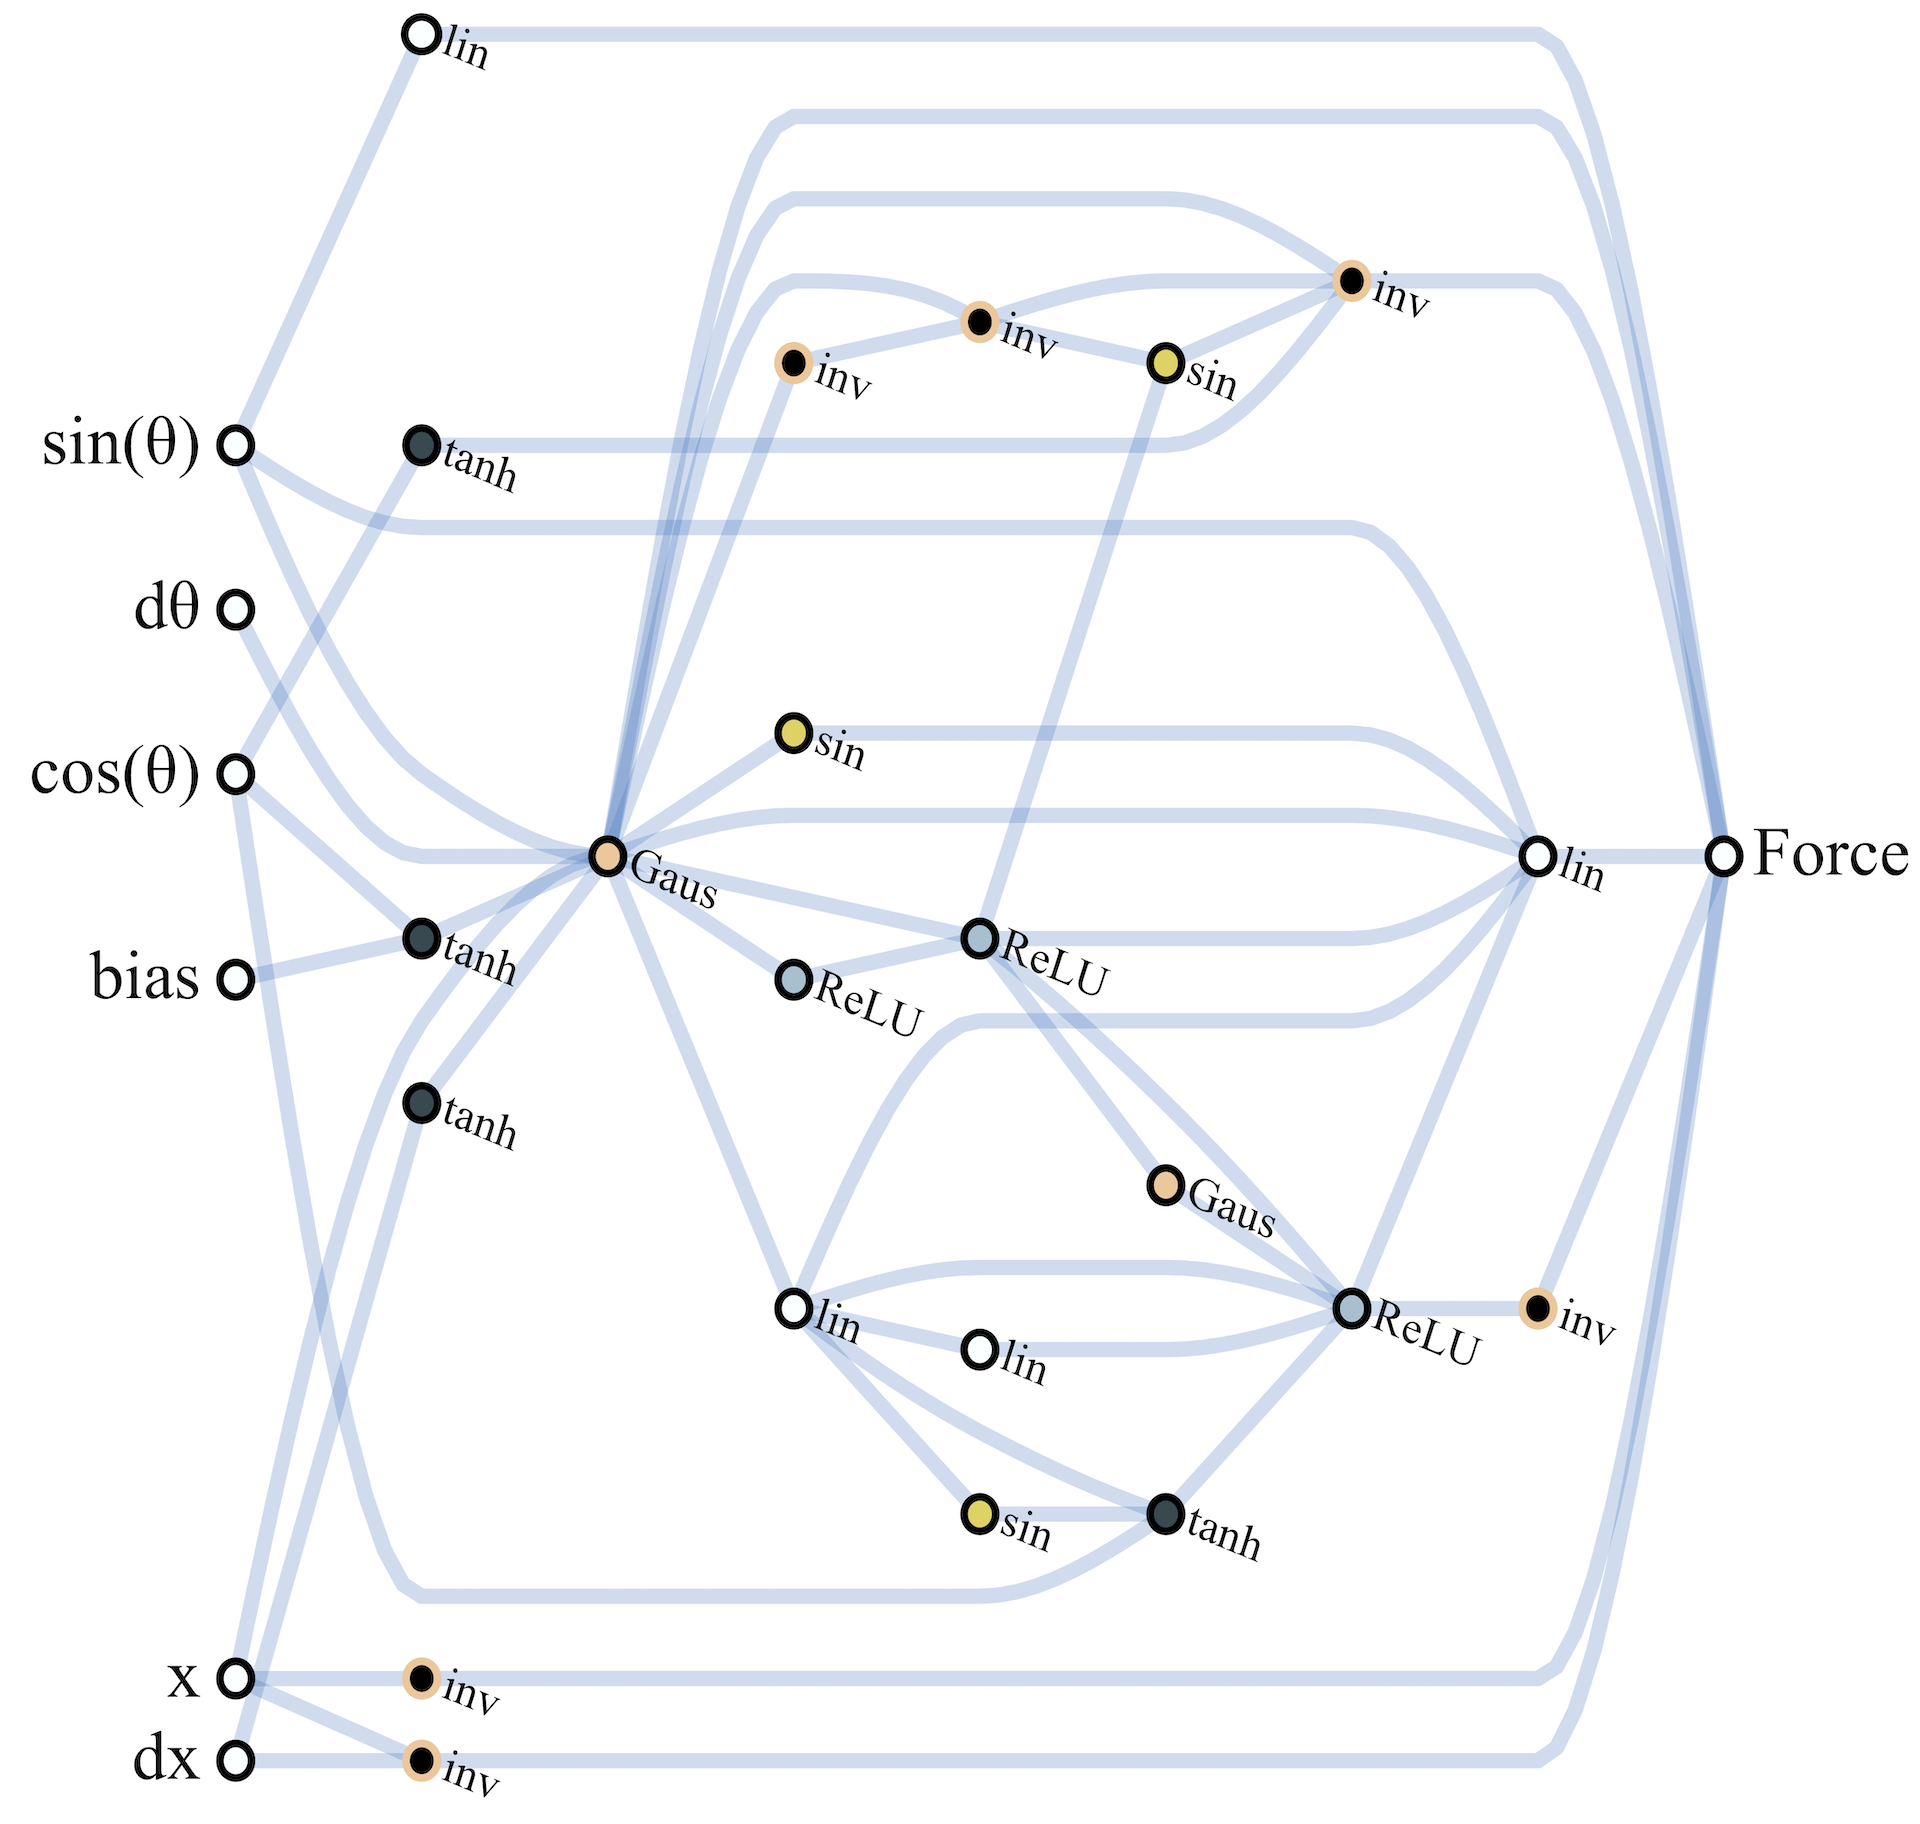 lin
inv
inv
inv
sin
sin(θ)
tanh
dθ
sin
cos(θ)
Gaus
lin
Force
tanh
ReLU
bias
ReLU
tanh
Gaus
lin
lin
ReLU
inv
sin
tanh
x
inv
dx
inv